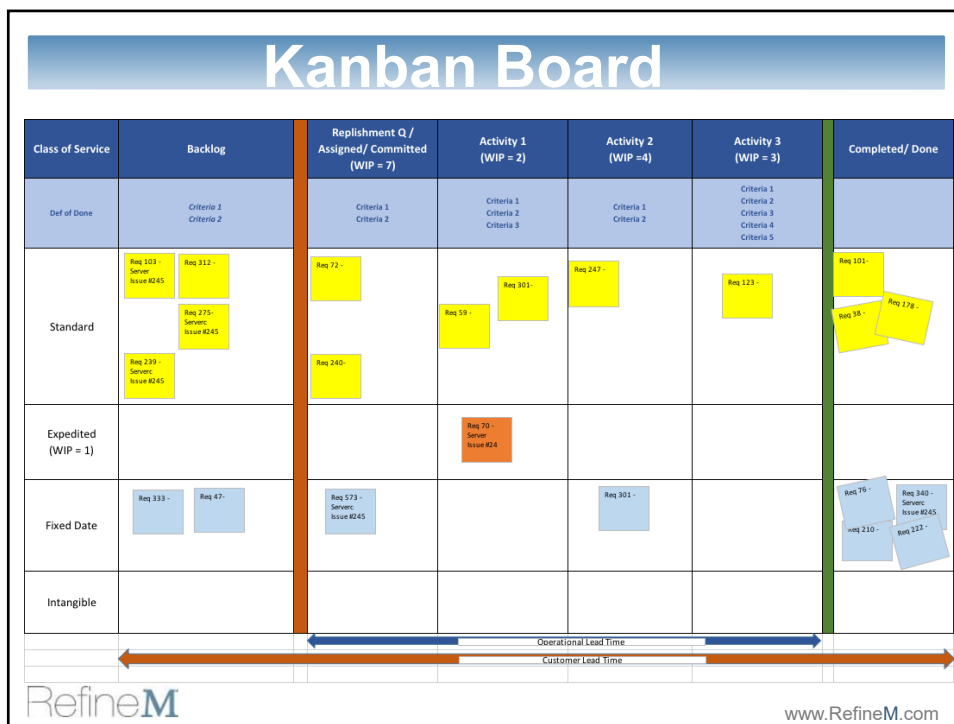 Kanban Board
Class of Service
Backlog
Replishment Q /
Assigned/ Committed
(WIP = 7)
Activity 1
(WIP = 2)
Activity 2
(WIP =4)
Activity 3
(WIP = 3)
Completed/ Done
Def of Done
Criteria 1
Criteria 2
Criteria 1
Criteria 2
Criteria 1
Criteria 2
Criteria 3
Criteria 1
Criteria 2
Criteria 1
Criteria 2
Criteria 3
Criteria 4
Criteria 5
Standard
Req 103 -
Server
Issue #245
Req 312 -
Req 275-
Serverc
Issue #245
Req 239 -
Serverc
Issue #245
Req 72 -
Req 240-
Req 301-
Req 59 -
Req 247 -
Req 123 -
Req 101-
Req 38 -
Req 178 -
Expedited
(WIP = 1)
Req 70 -
Server
Issue #24
Fixed Date
Req 333 -
Req 47-
Req 573 -
Serverc
Issue #245
Req 301 -
Req 76 -
Req 340 -
Serverc
Issue #245
Req 210 -
Req 222 -
Intangible
Operational Lead Time
Customer Lead Time
RefineM
www.RefineM.com